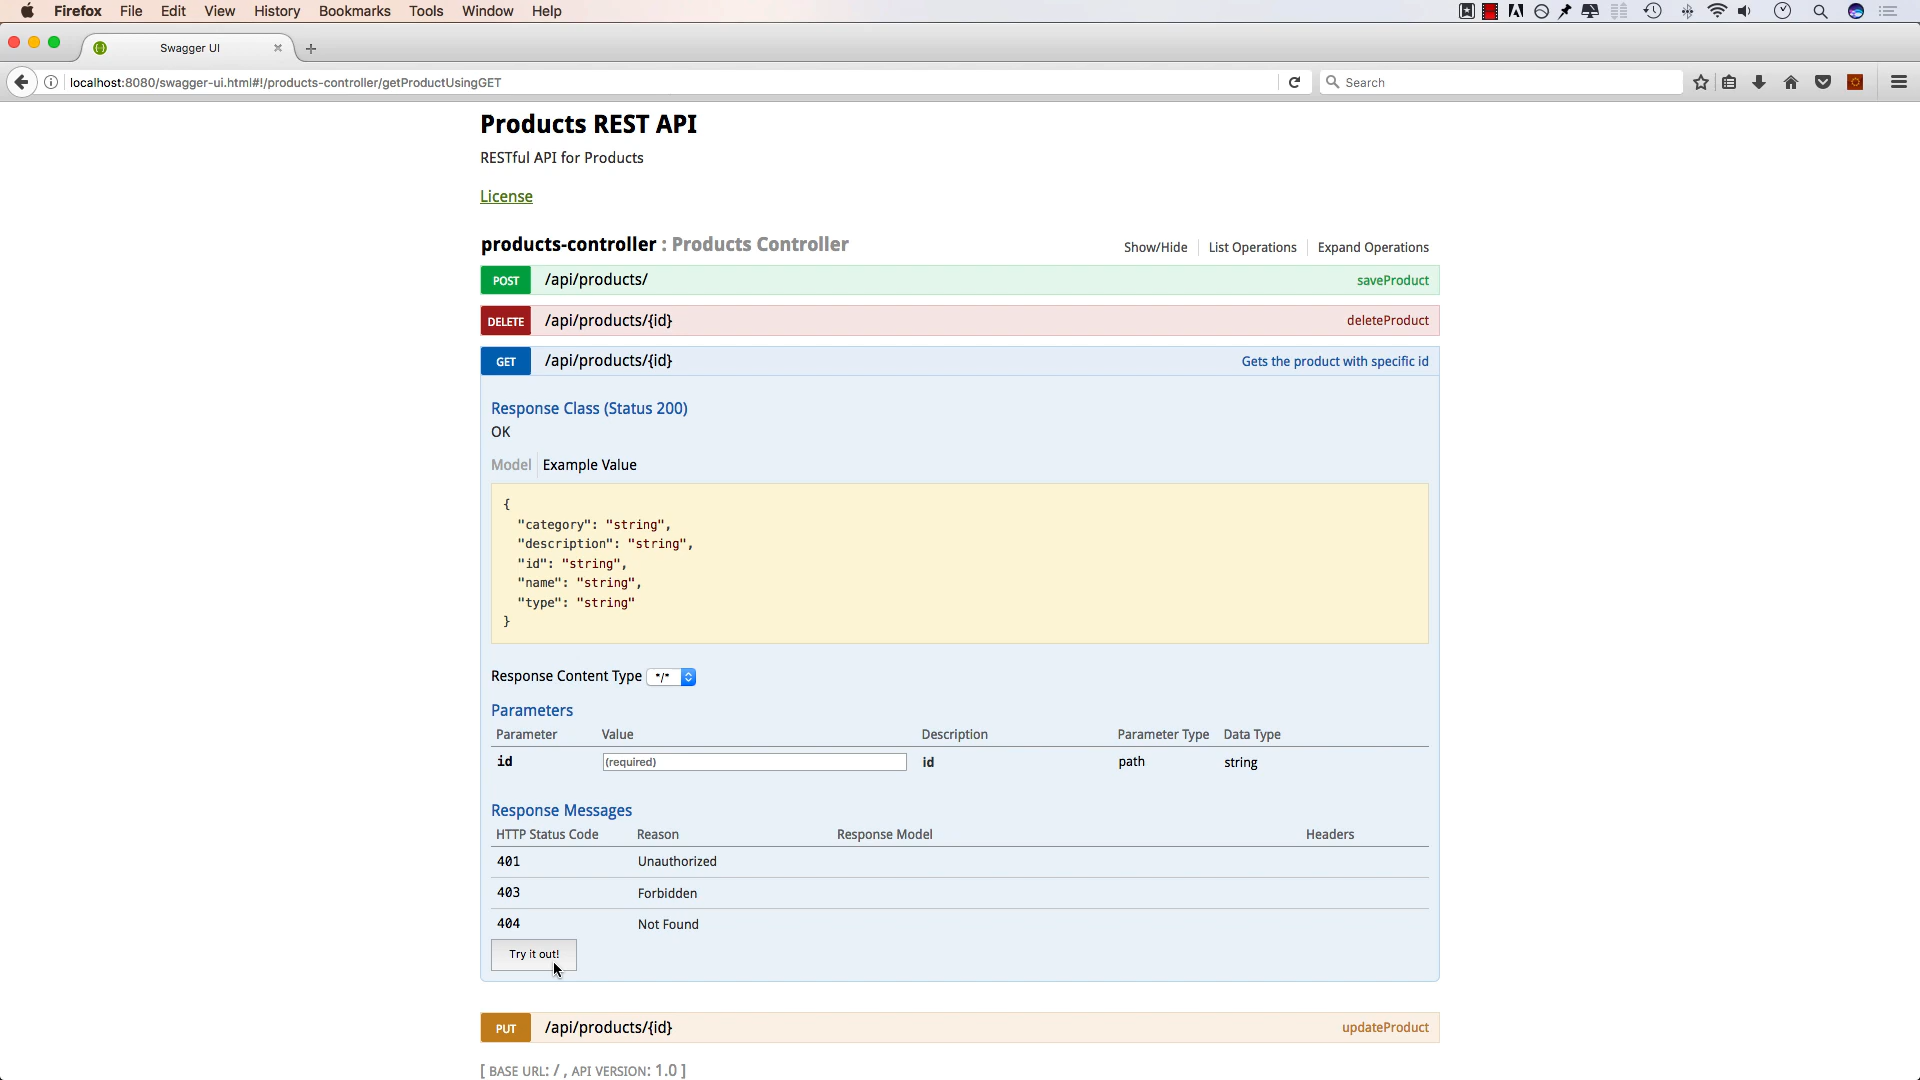 Firefox File Edit View History Bookmarks Tools Window Help
Swagger UI
localhost:8080/swagger-ui.html#!/products-controller/getProductUsingGET
Search
Products REST API
RESTful API for Products
License
products-controller : Products Controller
Show/Hide List Operations Expand Operations
POST /api/products/ saveProduct
DELETE /api/products/{id} deleteProduct
GET /api/products/{id} Gets the product with specific id
Response Class (Status 200)
OK
Model Example Value
{
"category": "string",
"description": "string",
"id": "string",
"name": "string",
"type": "string"
}
Response Content Type */*
Parameters
Parameter Value Description Parameter Type Data Type
id (required) id path string
Response Messages
HTTP Status Code Reason Response Model Headers
401 Unauthorized
403 Forbidden
404 Not Found
Try it out!
PUT /api/products/{id} updateProduct
[ BASE URL: / , API VERSION: 1.0 ]